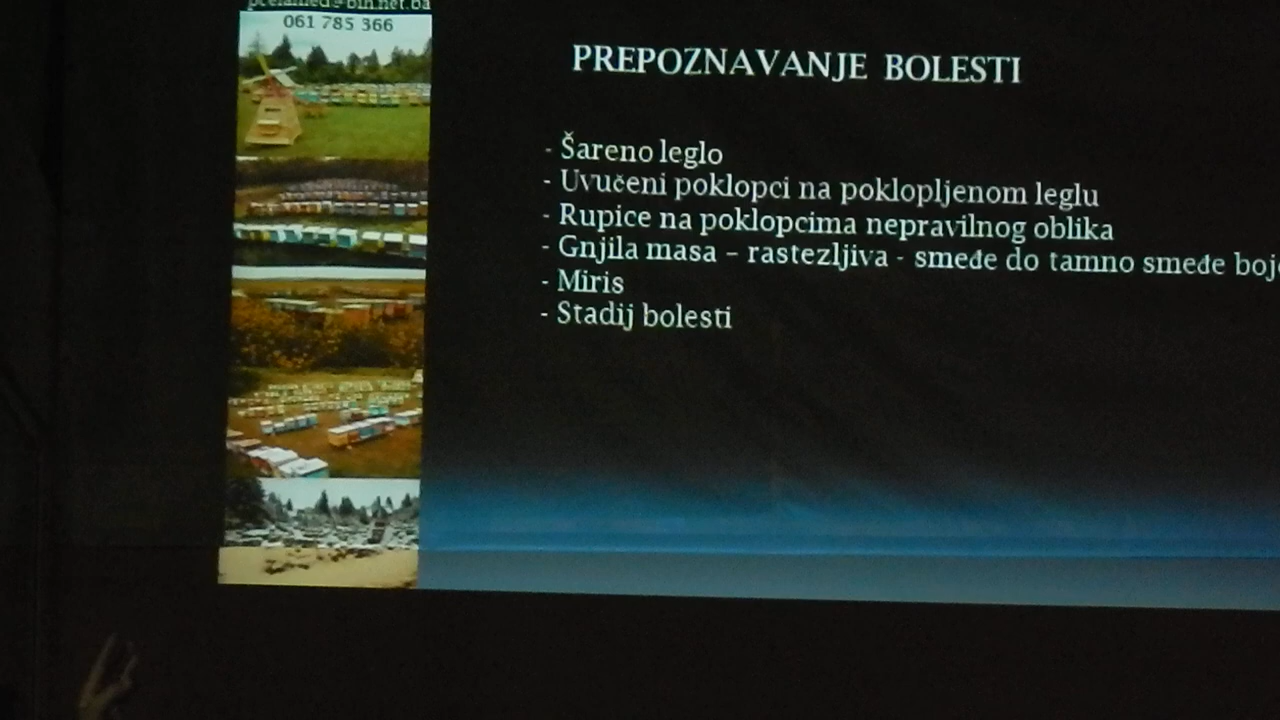 061 785 366
PREPOZNAVANJE BOLESTI
- Šareno leglo
- Uvučeni poklopci na poklopljenom leglu
- Rupice na poklopcima nepravilnog oblika
- Gnjila masa – rastezljiva - smeđe do tamno smeđe
- Miris
- Stadij bolesti